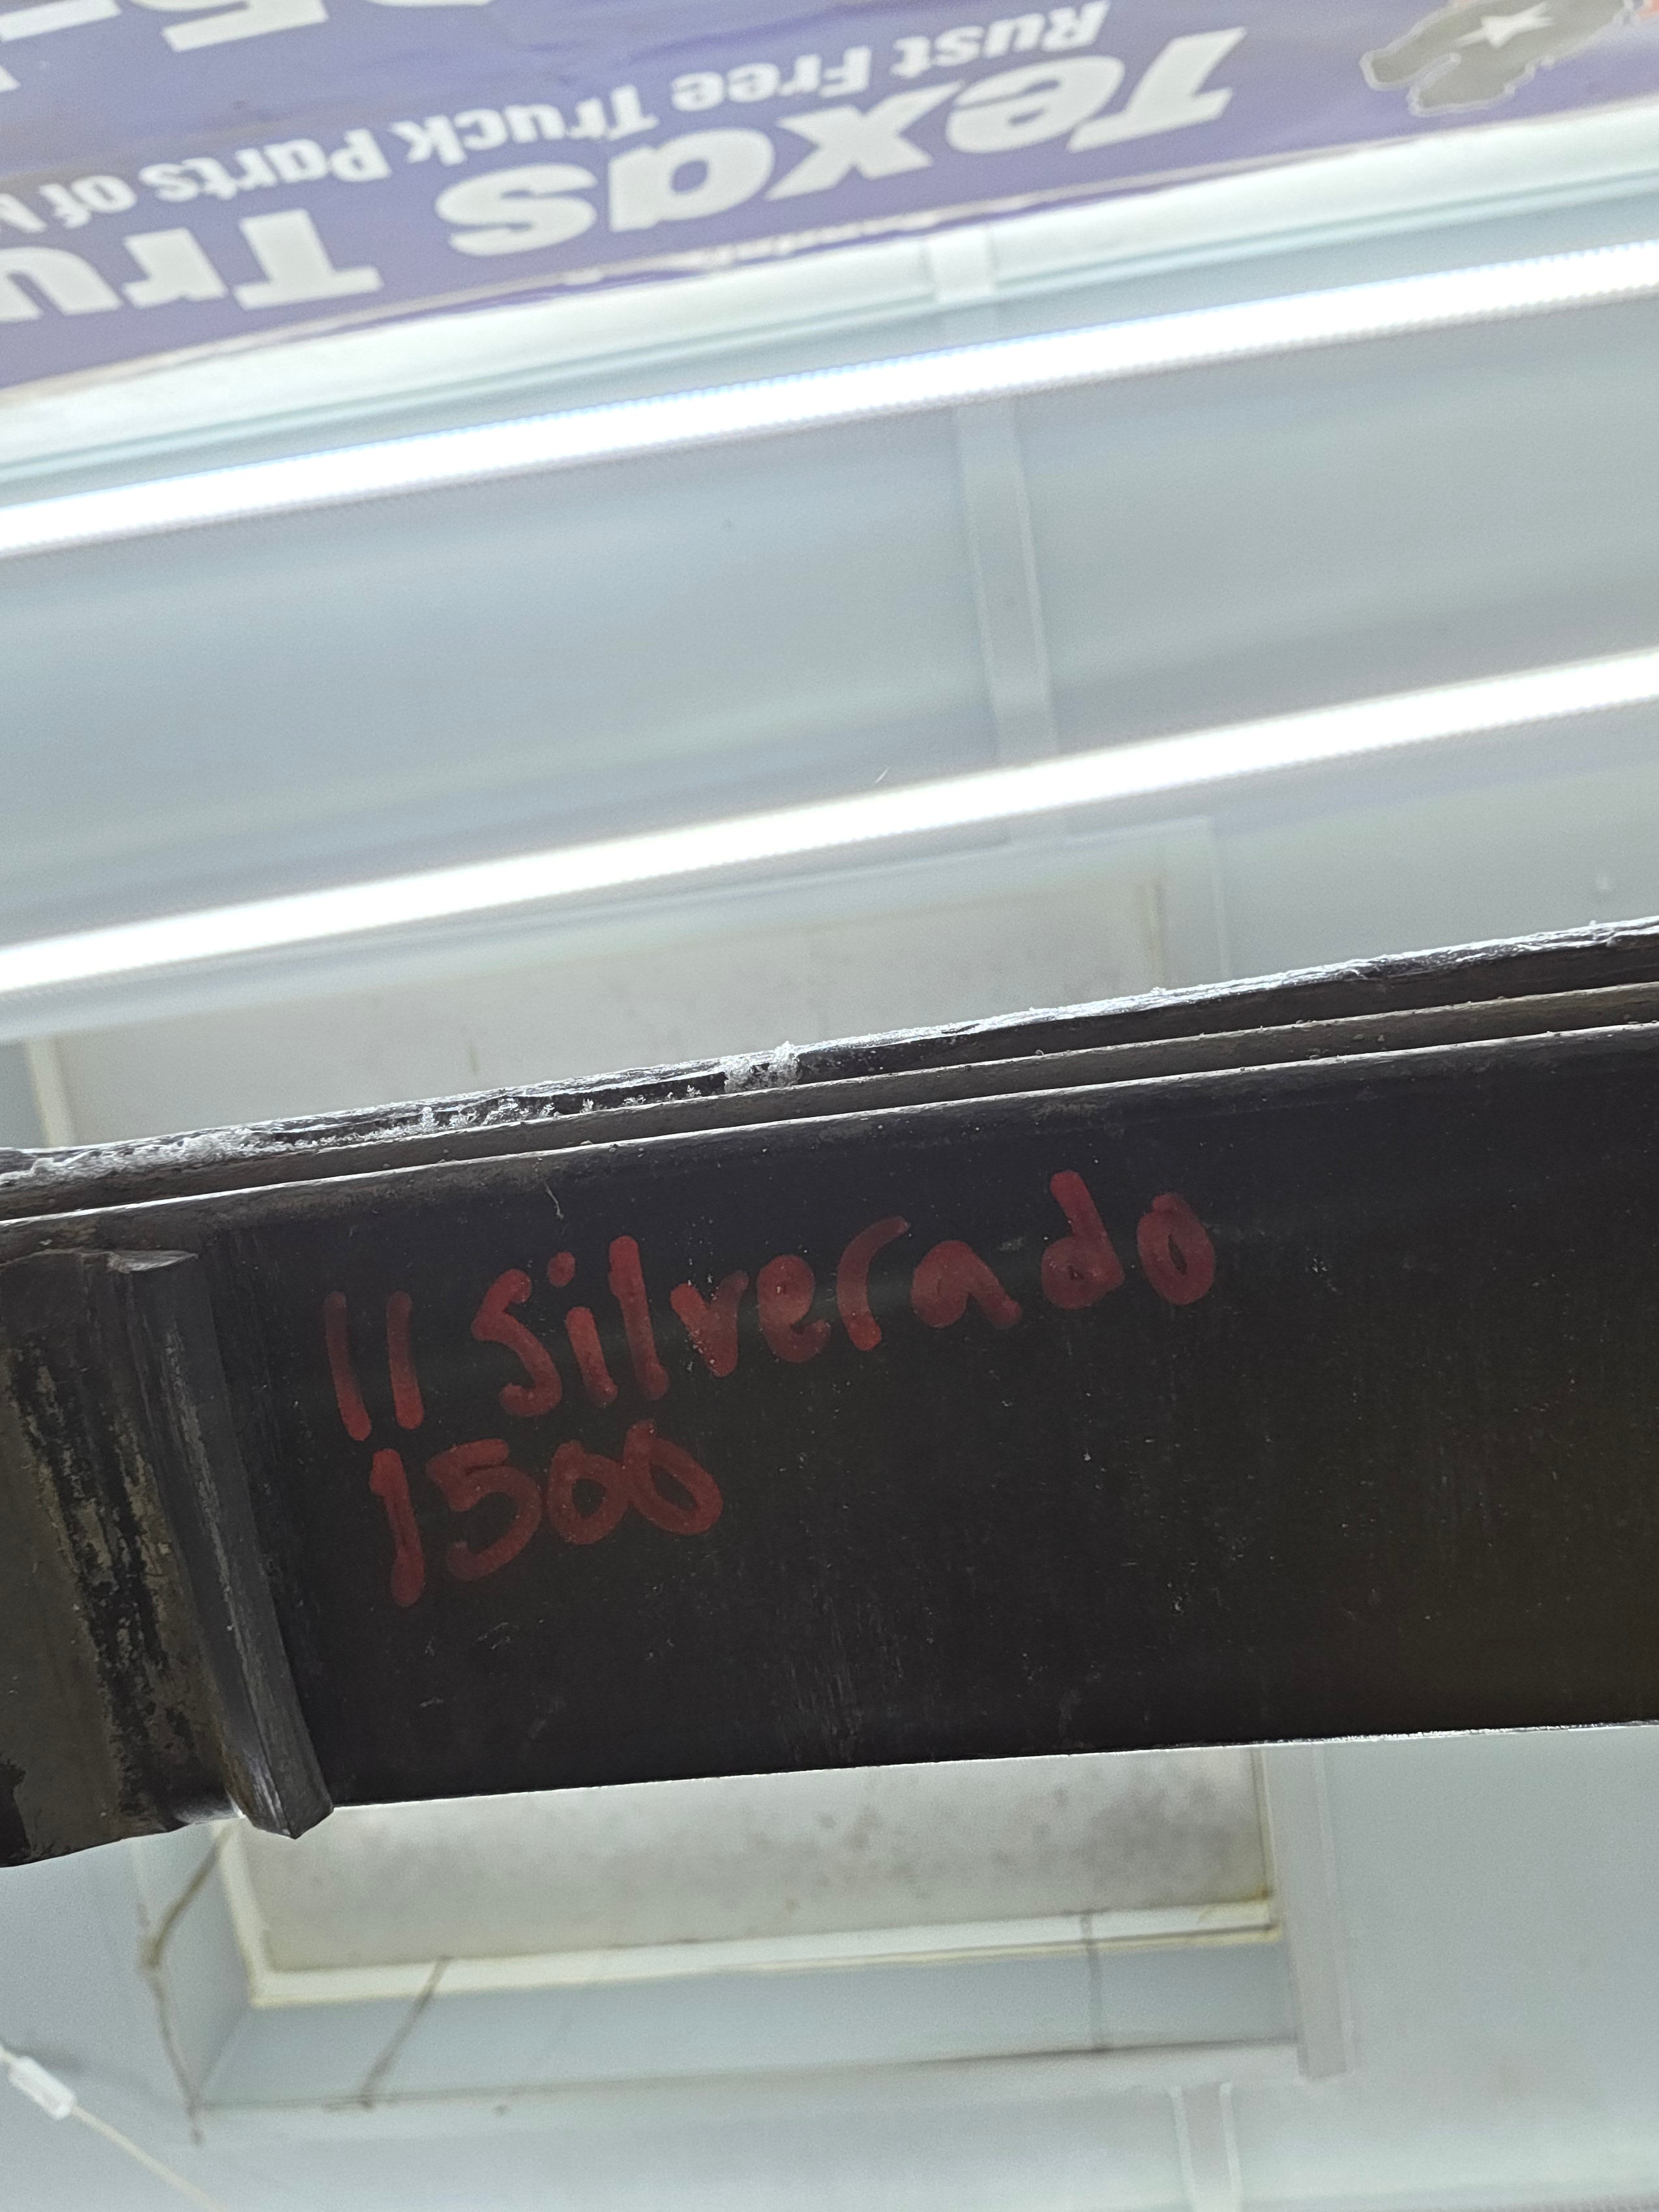 Texas Tru
Rust Free Truck Parts of
11 Silverado
1500